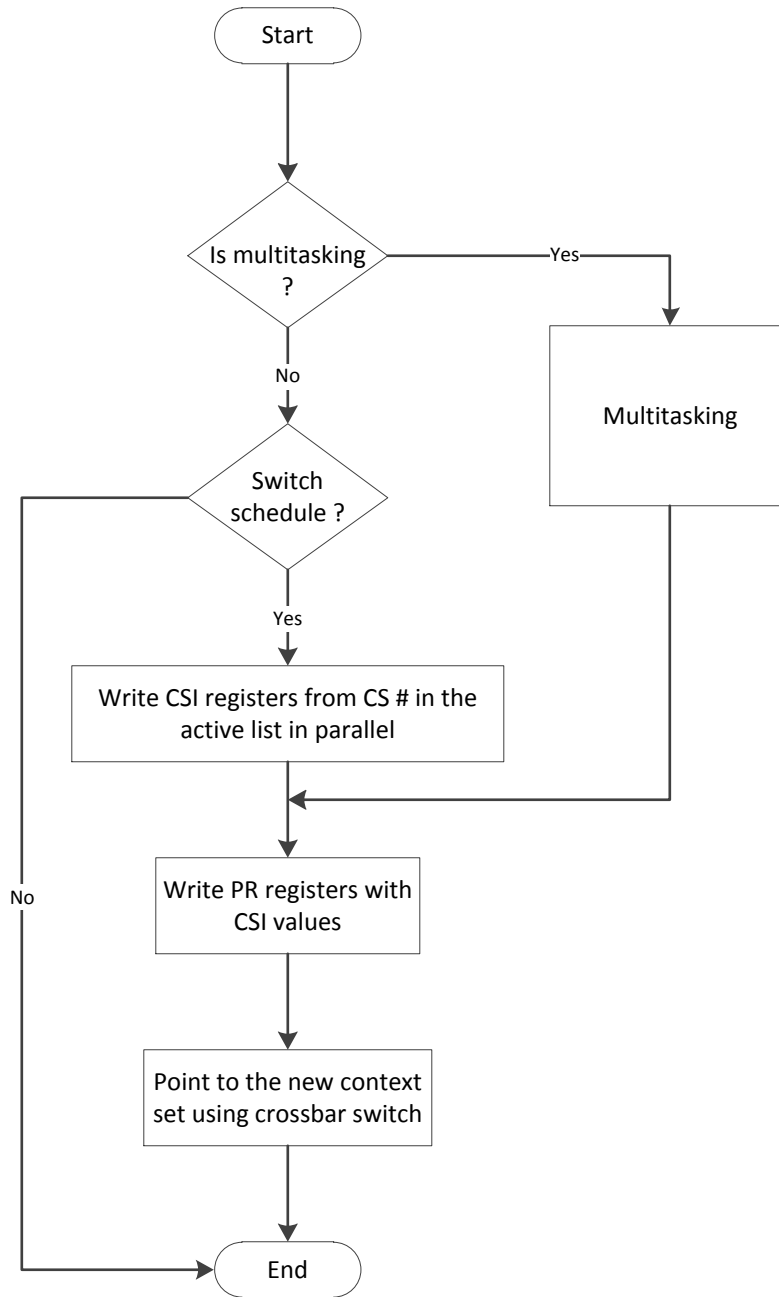 Start
Is multitasking
?
Yes
No
Multitasking
Switch
schedule ?
Yes
Write CSI registers from CS # in the
active list in parallel
No
Write PR registers with
CSI values
Point to the new context
set using crossbar switch
End